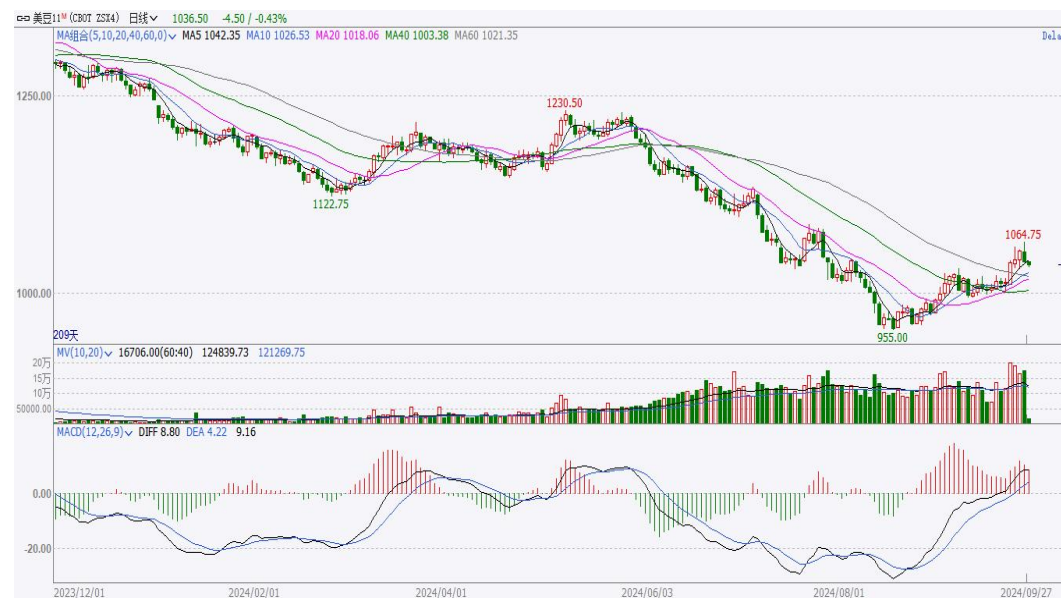 美豆11M (CBOT ZSX4) 日线 1036.50 -4.50 / -0.43%
MA组合(5,10,20,40,60,0) MA5 1042.35 MA10 1026.53 MA20 1018.06 MA40 1003.38 MA60 1021.35
1250.00
1230.50
1122.75
1064.75
1000.00
955.00
209天
MV(10,20) 16706.00(60:40) 124839.73 121269.75
20万
15万
10万
50000.00
MACD(12,26,9) DIFF 8.80 DEA 4.22 9.16
0.00
-20.00
2023/12/01 2024/02/01 2024/04/01 2024/06/03 2024/08/01 2024/09/27